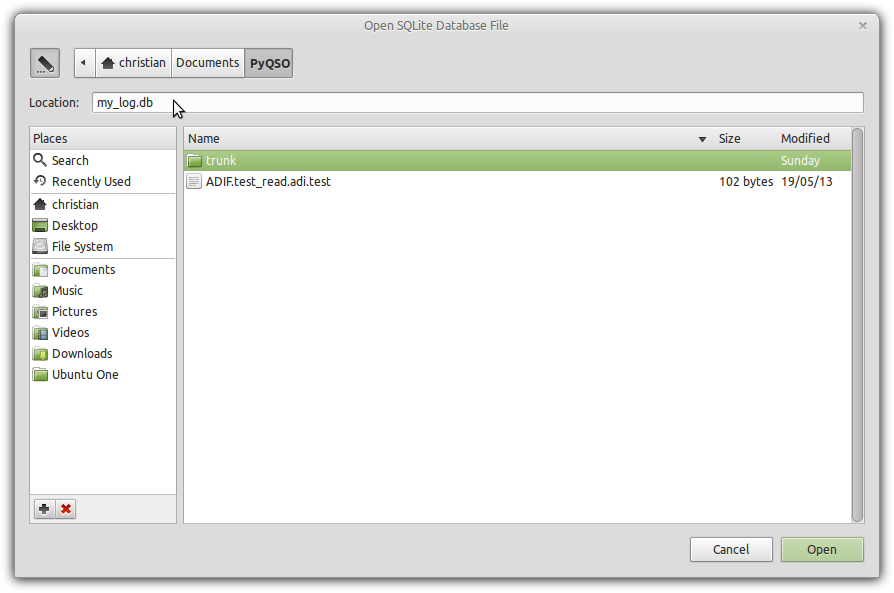 Open SQLite Database File
christian Documents PyQSO
Location: my_log.db
Places
Search
Recently Used
christian
Desktop
File System
Documents
Music
Pictures
Videos
Downloads
Ubuntu One
Name Size Modified
trunk Sunday
ADIF.test_read.adi.test 102 bytes 19/05/13
Cancel Open